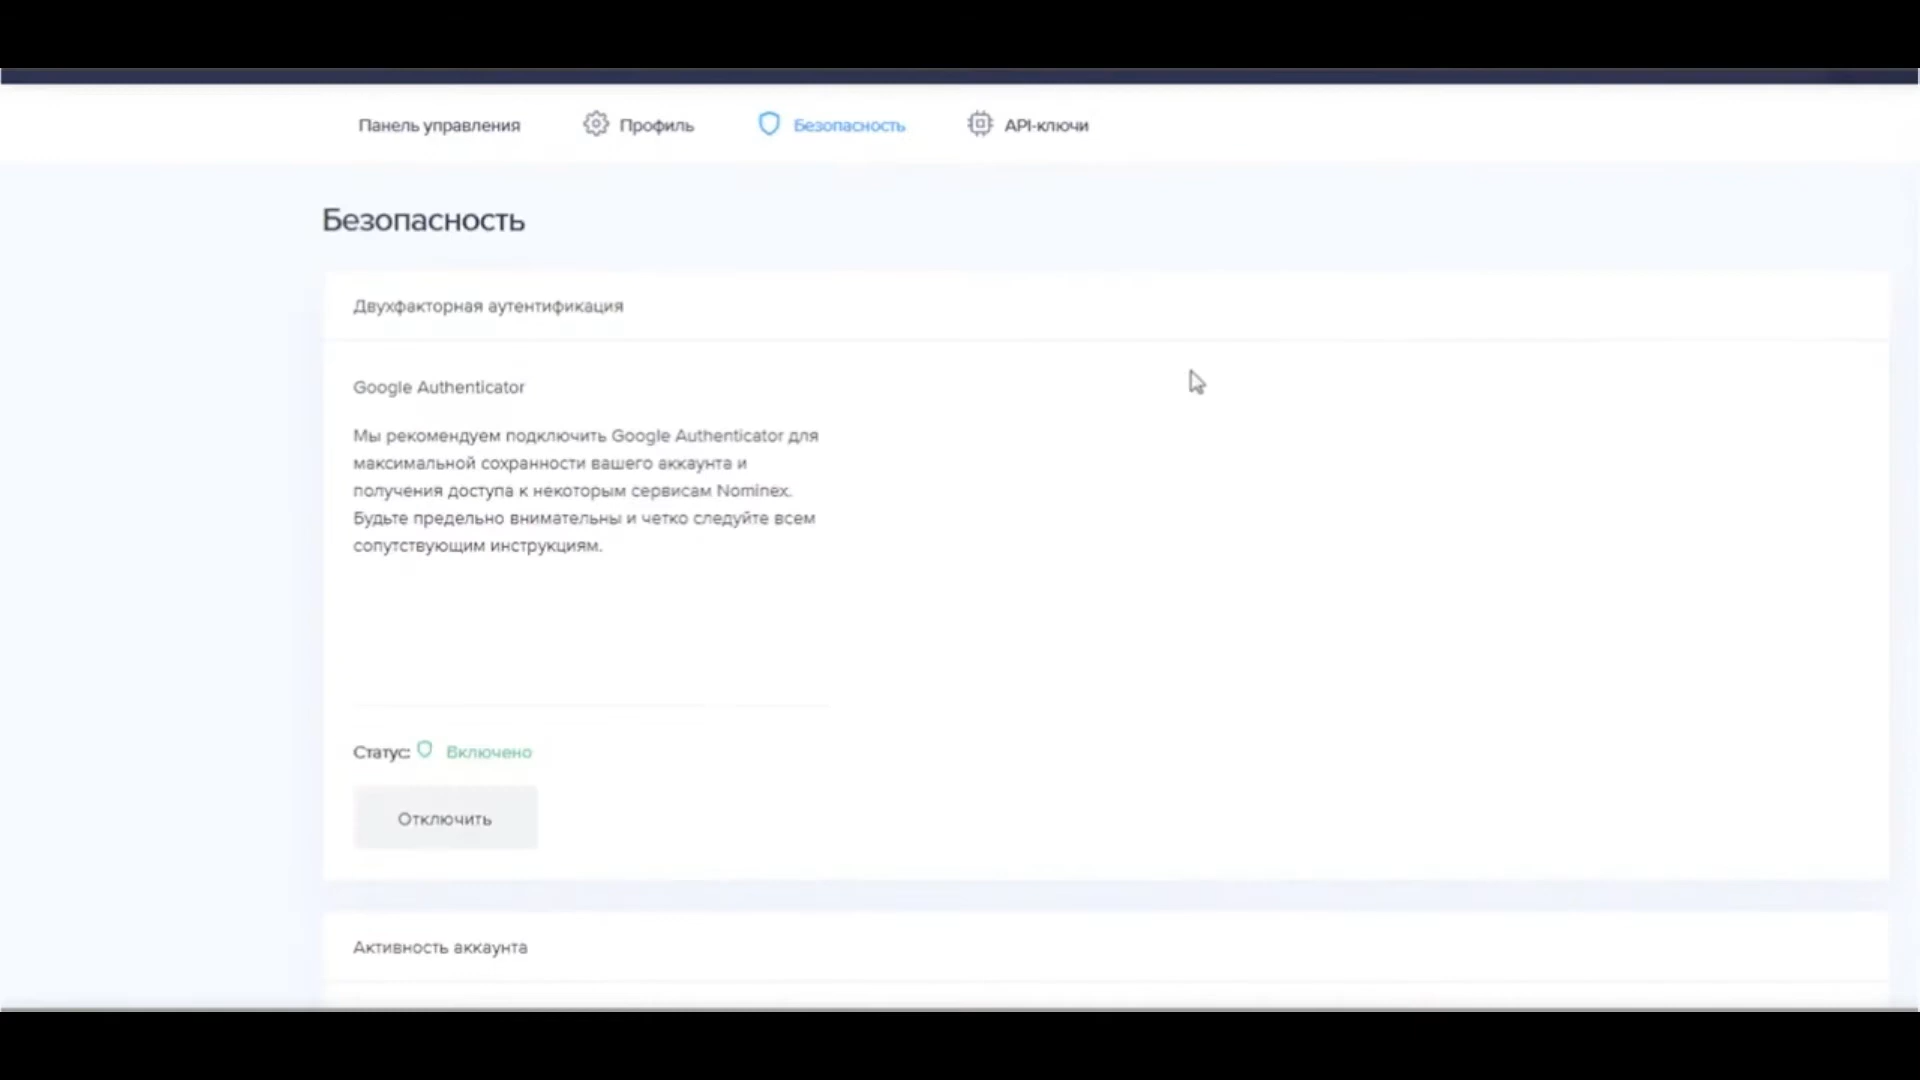 Панель управления
Профиль
Безопасность
API-ключи
Безопасность
Двухфакторная аутентификация
Google Authenticator
Мы рекомендуем подключить Google Authenticator для
максимальной сохранности вашего аккаунта и
получения доступа к некоторым сервисам Nominex.
Будьте предельно внимательны и четко следуйте всем
сопутствующим инструкциям.
Статус: Включено
Отключить
Активность аккаунта